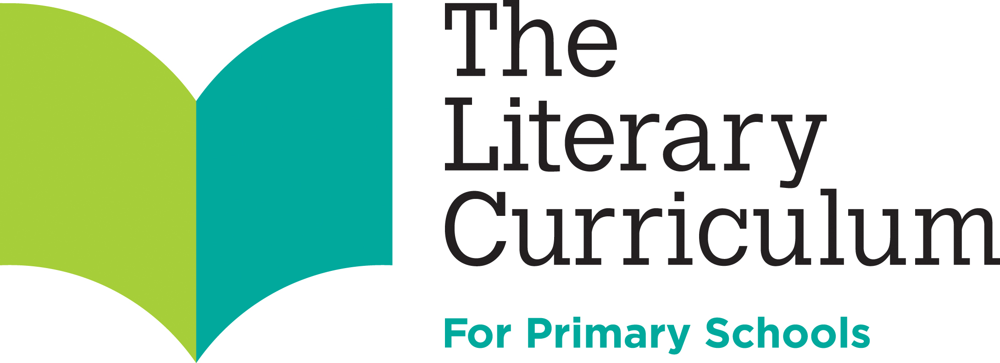 The
Literary
Curriculum
For Primary Schools